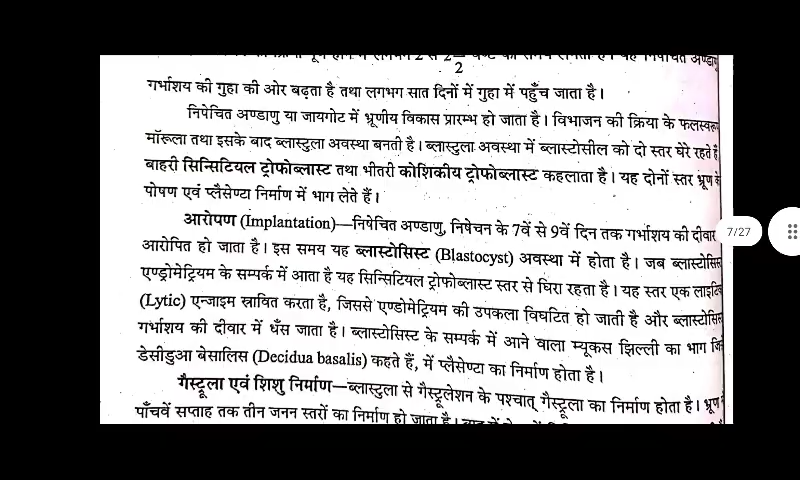 2
गर्भाशय की गुहा की ओर बढ़ता है तथा लगभग सात दिनों में गुहा में पहुँच जाता है।
निषेचित अण्डाणु या जायगोट में भ्रूणीय विकास प्रारम्भ हो जाता है। विभाजन की क्रिया के फलस्वरूप
मॉरूला तथा इसके बाद ब्लास्टुला अवस्था बनती है। ब्लास्टुला अवस्था में ब्लास्टोसील को दो स्तर घेरे रहते हैं
बाहरी सिन्सिटियल ट्रोफोब्लास्ट तथा भीतरी कोशिकीय ट्रोफोब्लास्ट कहलाता है। यह दोनों स्तर भ्रूण के
पोषण एवं प्लैसेण्टा निर्माण में भाग लेते हैं।
आरोपण (Implantation)—निषेचित अण्डाणु, निषेचन के 7वें से 9वें दिन तक गर्भाशय की दीवार
7/27
आरोपित हो जाता है। इस समय यह ब्लास्टोसिस्ट (Blastocyst) अवस्था में होता है। जब ब्लास्टोसिस्ट
एण्ड्रोमेट्रियम के सम्पर्क में आता है यह सिन्सिटियल ट्रोफोब्लास्ट स्तर से घिरा रहता है। यह स्तर एक लाइटिक
(Lytic) एन्जाइम स्रावित करता है, जिससे एण्डोमेट्रियम की उपकला विघटित हो जाती है और ब्लास्टोसिस्ट
गर्भाशय की दीवार में धँस जाता है। ब्लास्टोसिस्ट के सम्पर्क में आने वाला म्यूकस झिल्ली का भाग जिसे
डेसीडुआ बेसालिस (Decidua basalis) कहते हैं, में प्लैसेण्टा का निर्माण होता है।
गैस्ट्रूला एवं शिशु निर्माण—ब्लास्टुला से गैस्ट्रूलेशन के पश्चात् गैस्ट्रूला का निर्माण होता है। भ्रूण
पाँचवें सप्ताह तक तीन जनन स्तरों का निर्माण हो जाता है।